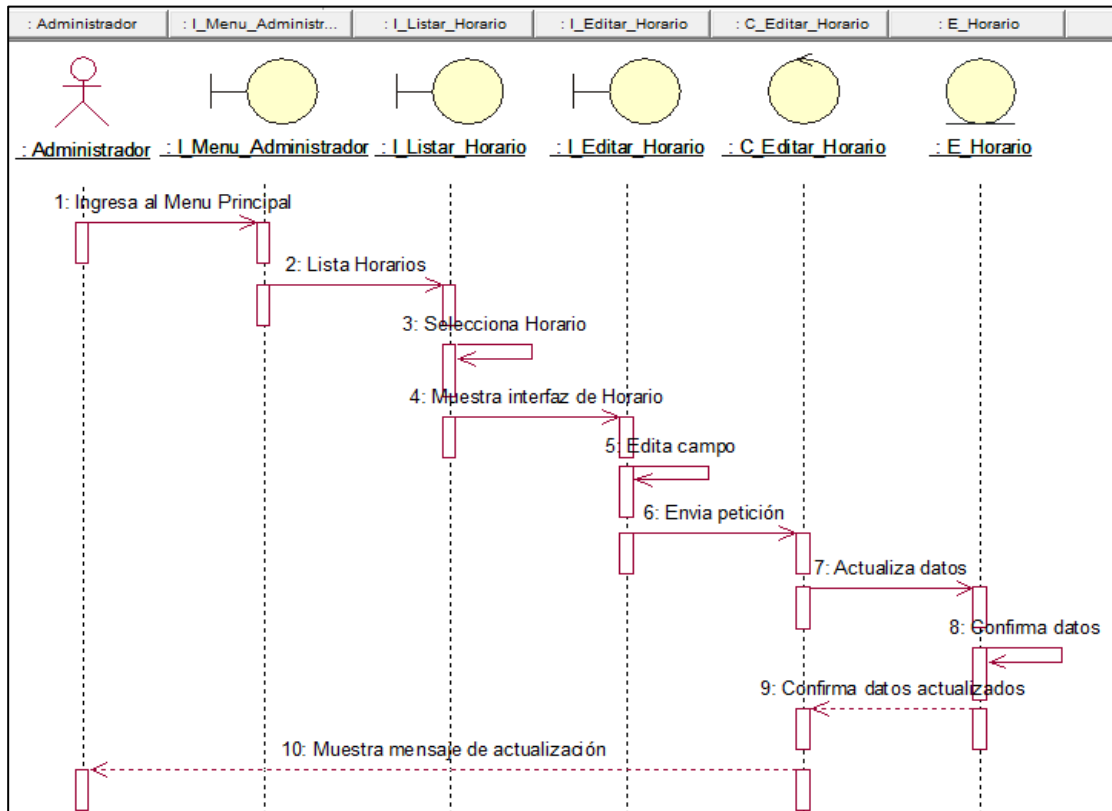 : Administrador
: I_Menu_Administr...
: I_Listar_Horario
: I_Editar_Horario
: C_Editar_Horario
: E_Horario
: Administrador
: I_Menu_Administrador
: I_Listar_Horario
: I_Editar_Horario
: C_Editar_Horario
: E_Horario
1: Ingresa al Menu Principal
2: Lista Horarios
3: Selecciona Horario
4: Muestra interfaz de Horario
5: Edita campo
6: Envia petición
7: Actualiza datos
8: Confirma datos
9: Confirma datos actualizados
10: Muestra mensaje de actualización